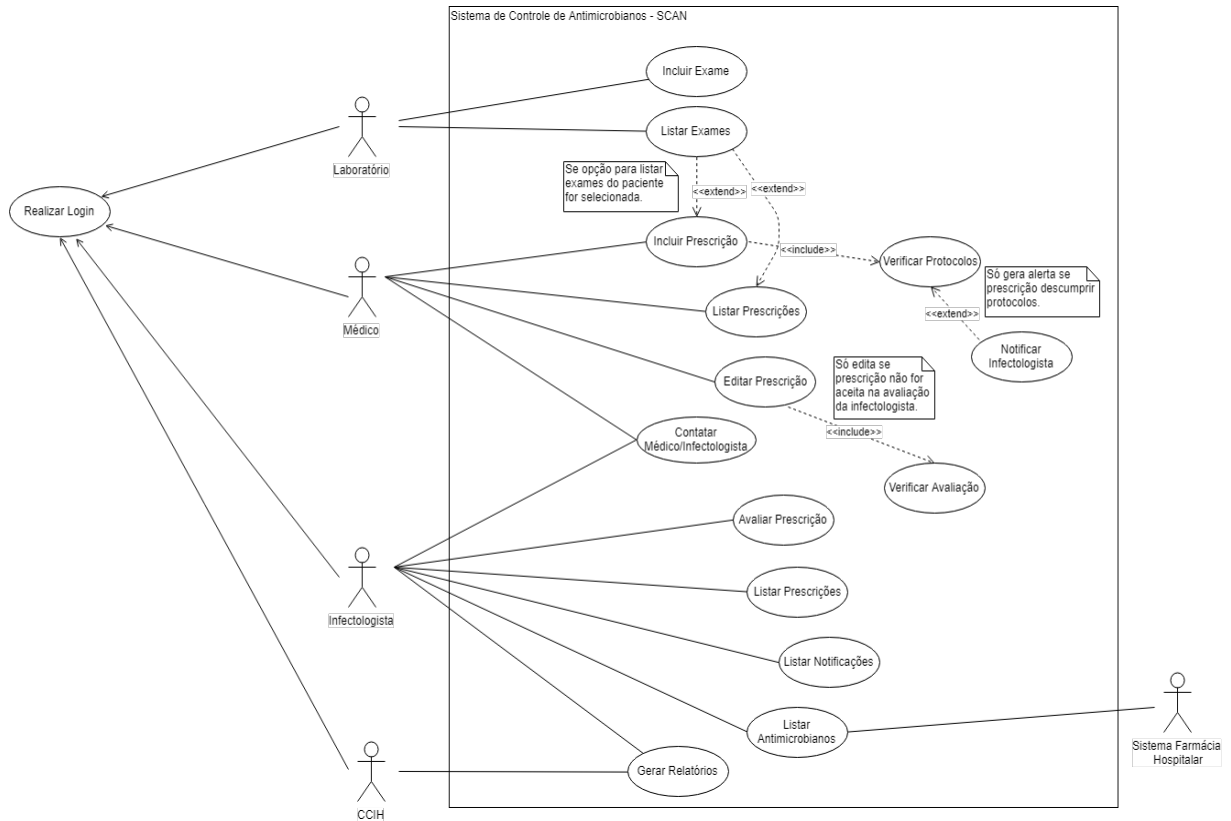 Sistema de Controle de Antimicrobianos - SCAN
Incluir Exame
Listar Exames
Laboratório
Se opção para listar
exames do paciente
for selecionada.
<<extend>>
<<extend>>
Realizar Login
Incluir Prescrição
<<include>>
Verificar Protocolos
Só gera alerta se
prescrição descumprir
protocolos.
Médico
Listar Prescrições
<<extend>>
Notificar
Infectologista
Editar Prescrição
Só edita se
prescrição não for
aceita na avaliação
da infectologista.
<<include>>
Contatar
Médico/Infectologista
Verificar Avaliação
Avaliar Prescrição
Listar Prescrições
Infectologista
Listar Notificações
Listar
Antimicrobianos
Sistema Farmácia
Hospitalar
Gerar Relatórios
CCIH